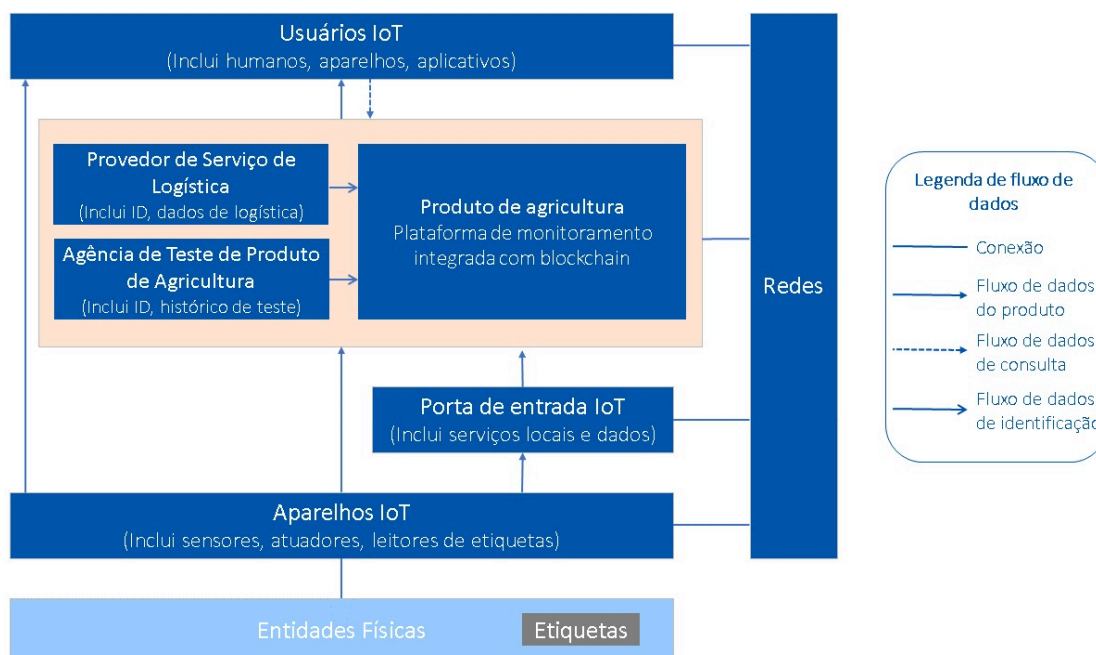 Usuários IoT
(Inclui humanos, aparelhos, aplicativos)
Provedor de Serviço de
Logística
(Inclui ID, dados de logística)
Agência de Teste de Produto
de Agricultura
(Inclui ID, histórico de teste)
Produto de agricultura
Plataforma de monitoramento
integrada com blockchain
Porta de entrada IoT
(Inclui serviços locais e dados)
Aparelhos IoT
(Inclui sensores, atuadores, leitores de etiquetas)
Entidades Físicas
Etiquetas
Redes
Legenda de fluxo de
dados
Conexão
Fluxo de dados
do produto
Fluxo de dados
de consulta
Fluxo de dados
de identificação